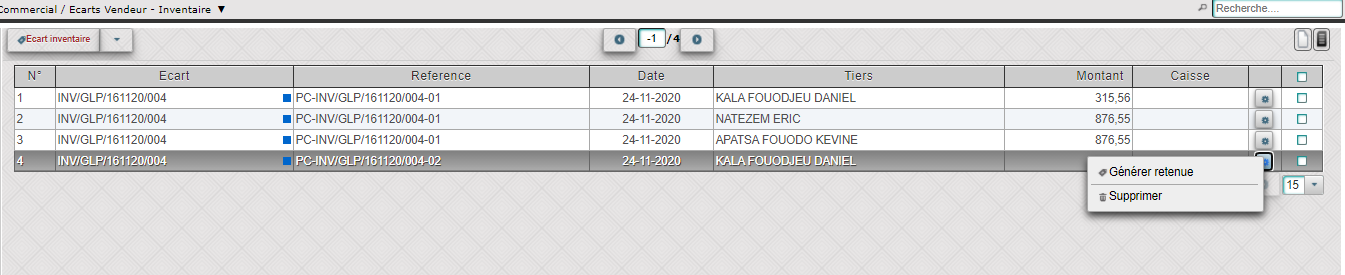 Commercial / Ecarts Vendeur - Inventaire ▼ Recherche....
Ecart inventaire -1 /4
N° Ecart Reference Date Tiers Montant Caisse
1 INV/GLP/161120/004 PC-INV/GLP/161120/004-01 24-11-2020 KALA FOUODJEU DANIEL 315,56
2 INV/GLP/161120/004 PC-INV/GLP/161120/004-01 24-11-2020 NATEZEM ERIC 876,55
3 INV/GLP/161120/004 PC-INV/GLP/161120/004-01 24-11-2020 APATSA FOUODO KEVINE 876,55
4 INV/GLP/161120/004 PC-INV/GLP/161120/004-02 24-11-2020 KALA FOUODJEU DANIEL
Générer retenue
15
Supprimer